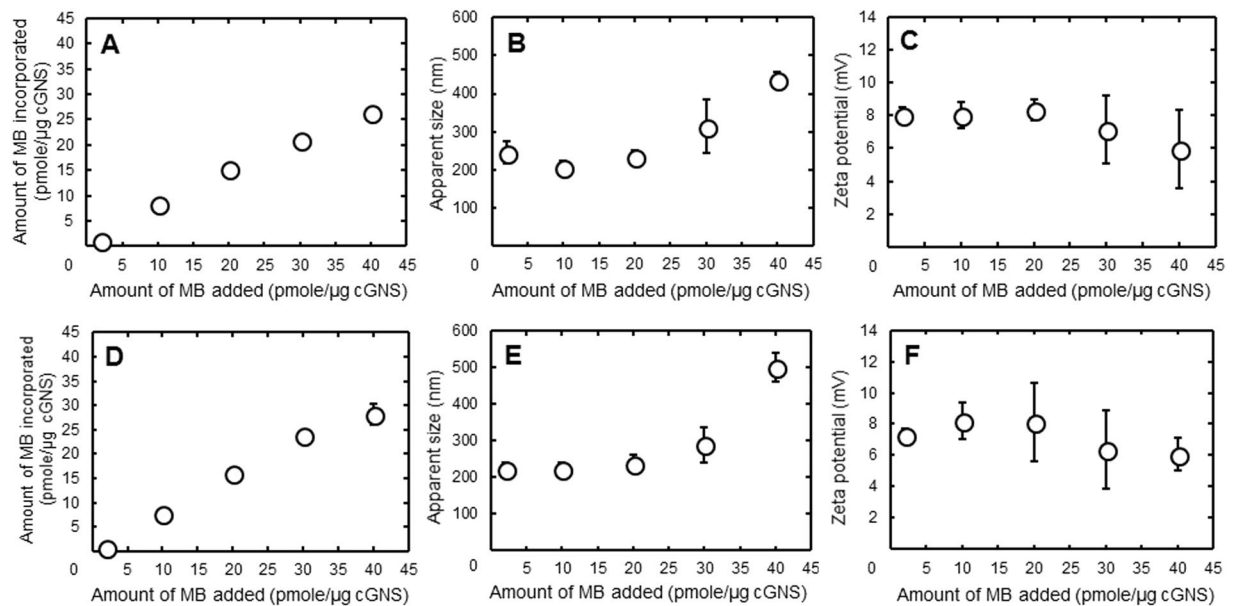 A
Amount of MB incorporated
(pmole/µg cGNS)
45
40
35
30
25
20
15
10
5
0
5 10 15 20 25 30 35 40 45
Amount of MB added (pmole/µg cGNS)
B
Apparent size (nm)
600
500
400
300
200
100
0
5 10 15 20 25 30 35 40 45
Amount of MB added (pmole/µg cGNS)
C
Zeta potential (mV)
14
12
10
8
6
4
2
0
5 10 15 20 25 30 35 40 45
Amount of MB added (pmole/µg cGNS)
D
Amount of MB incorporated
(pmole/µg cGNS)
45
40
35
30
25
20
15
10
5
0
5 10 15 20 25 30 35 40 45
Amount of MB added (pmole/µg cGNS)
E
Apparent size (nm)
600
500
400
300
200
100
0
5 10 15 20 25 30 35 40 45
Amount of MB added (pmole/µg cGNS)
F
Zeta potential (mV)
14
12
10
8
6
4
2
0
5 10 15 20 25 30 35 40 45
Amount of MB added (pmole/µg cGNS)